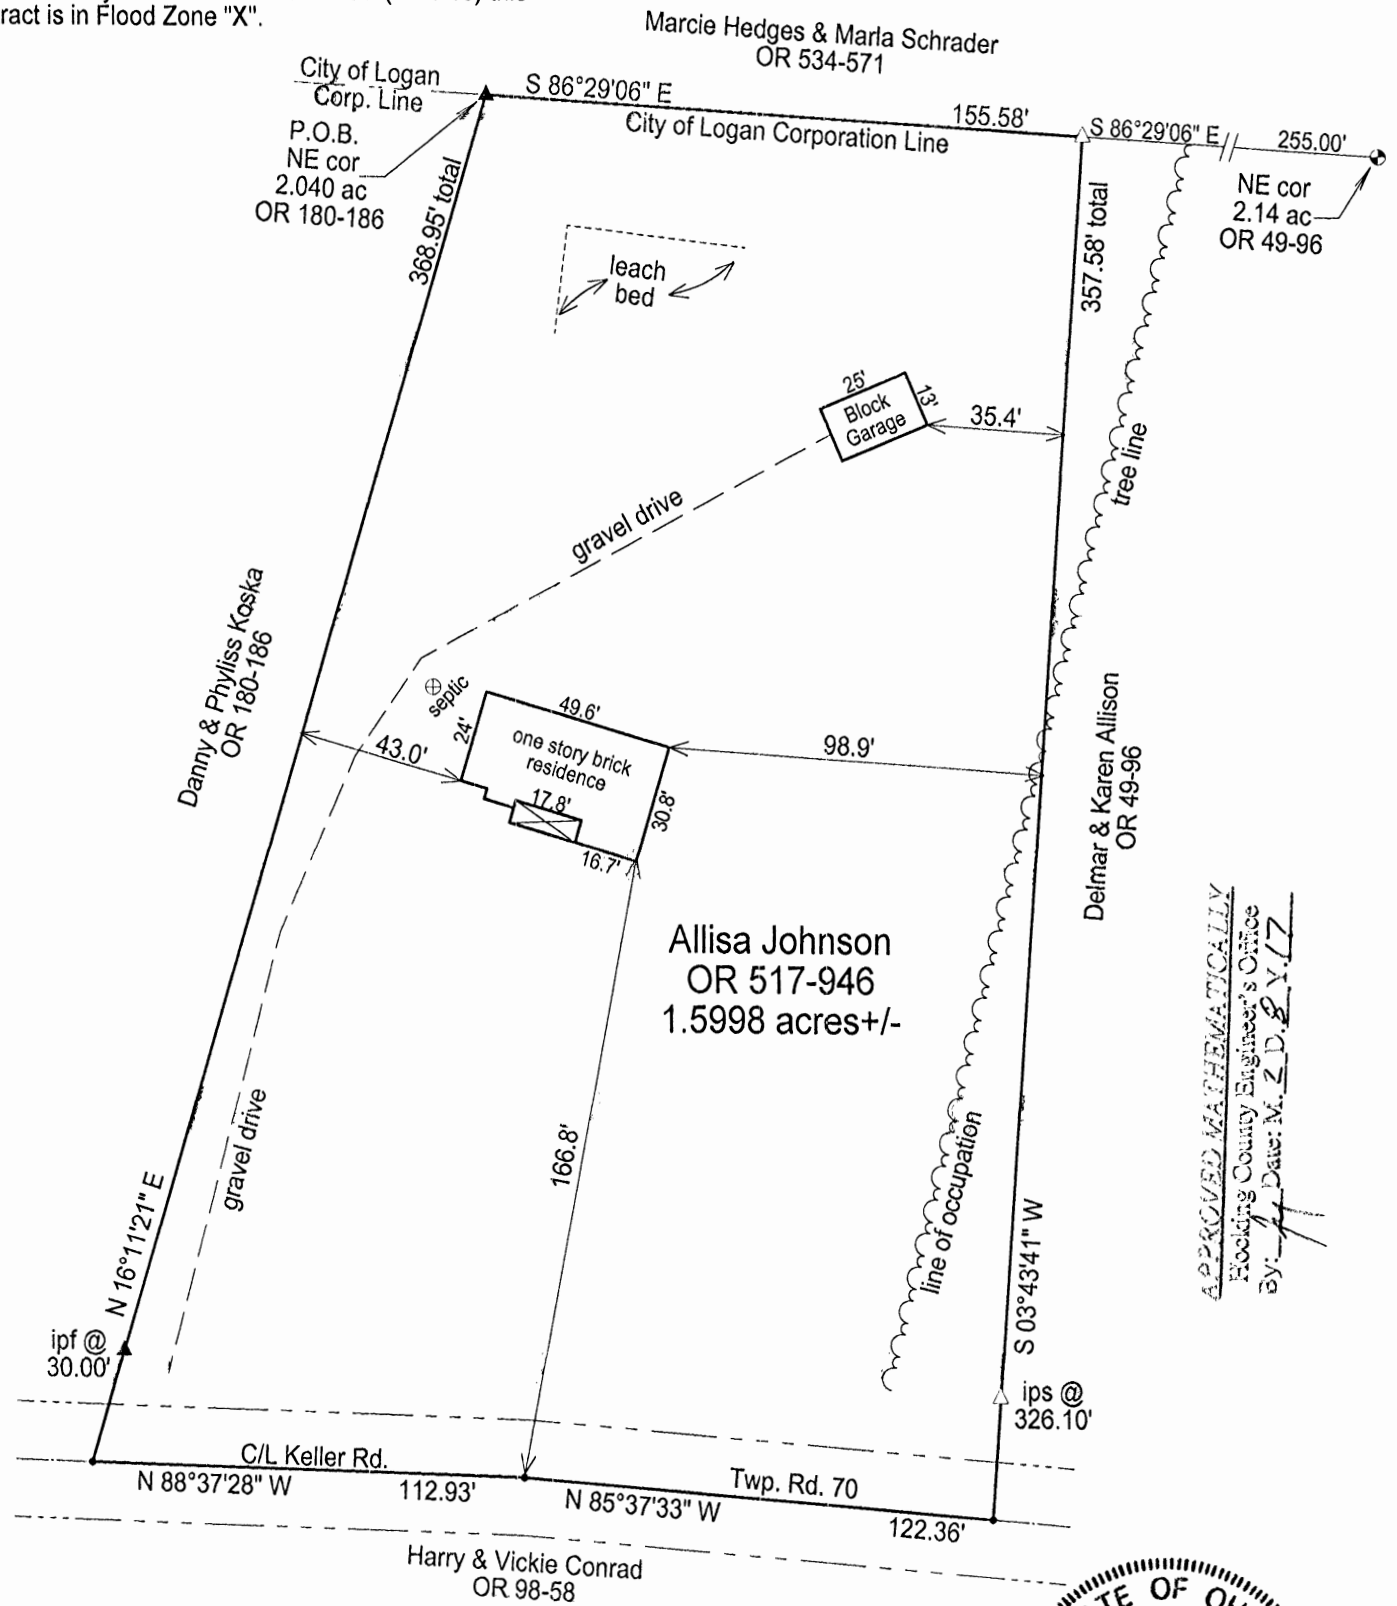 ract is in Flood Zone "X".
Marcie Hedges & Marla Schrader
OR 534-571
City of Logan
Corp. Line
S 86°29'06" E
155.58'
City of Logan Corporation Line
S 86°29'06" E
255.00'
P.O.B.
NE cor
2.040 ac
OR 180-186
NE cor
2.14 ac
OR 49-96
368.95' total
357.58' total
leach
bed
25'
13'
Block
Garage
35.4'
tree line
gravel drive
Danny & Phyliss Koska
OR 180-186
septic
49.6'
24'
one story brick
residence
43.0'
98.9'
17.8'
30.8'
16.7'
Delmar & Karen Allison
OR 49-96
Allisa Johnson
OR 517-946
1.5998 acres+/-
APPROVED MATHEMATICALLY
Hocking County Engineer's Office
By: Date: M. 2 D. 8 Y. 17
166.8'
gravel drive
line of occupation
N 16°11'21" E
S 03°43'41" W
ipf @
30.00'
ips @
326.10'
C/L Keller Rd.
Twp. Rd. 70
N 88°37'28" W
112.93'
N 85°37'33" W
122.36'
Harry & Vickie Conrad
OR 98-58
OF